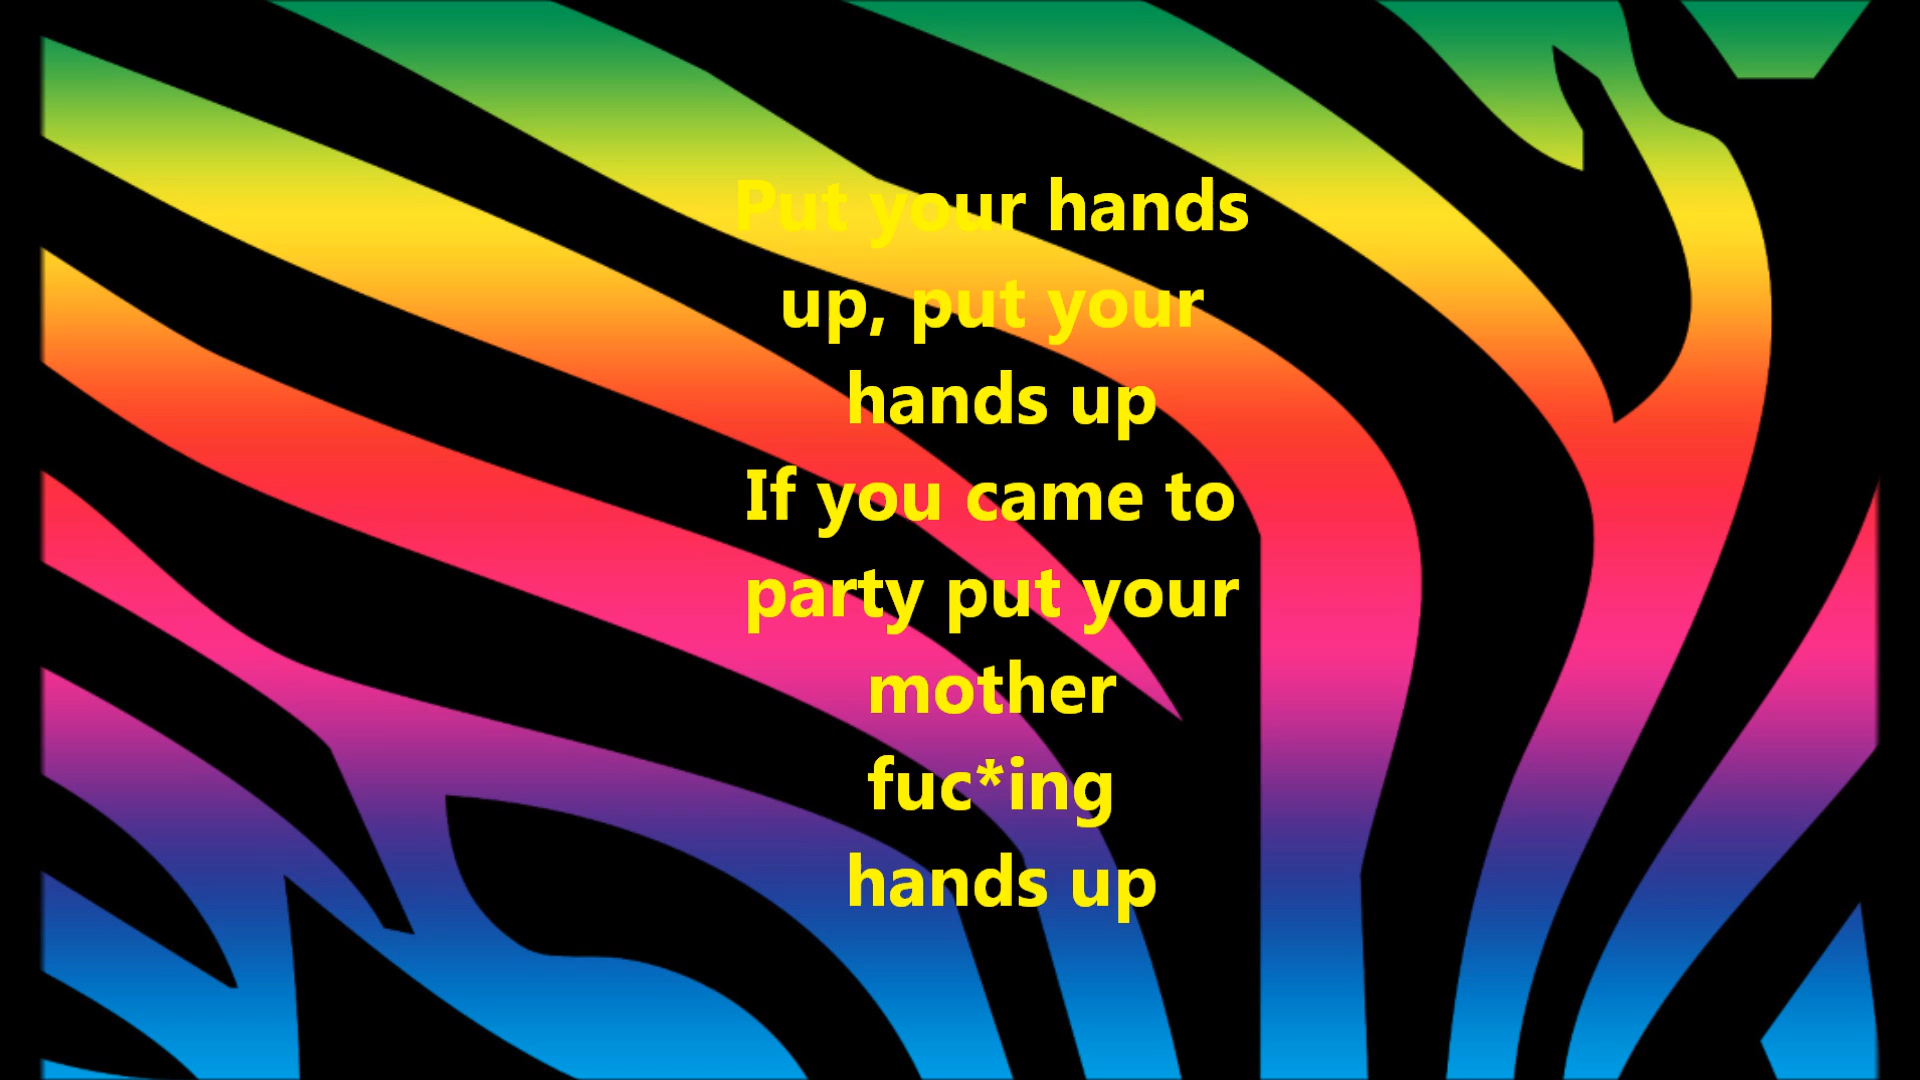 Put your hands
up, put your
hands up
If you came to
party put your
mother
fuc*ing
hands up